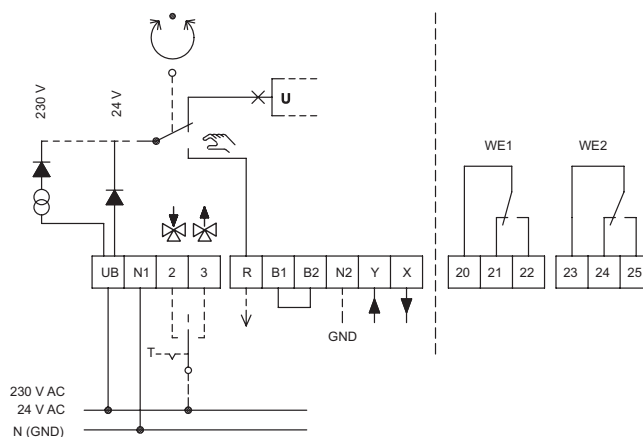 230 V
24 V
U
WE1
WE2
UB N1 2 3 R B1 B2 N2 Y X 20 21 22 23 24 25
GND
T
230 V AC
24 V AC
N (GND)